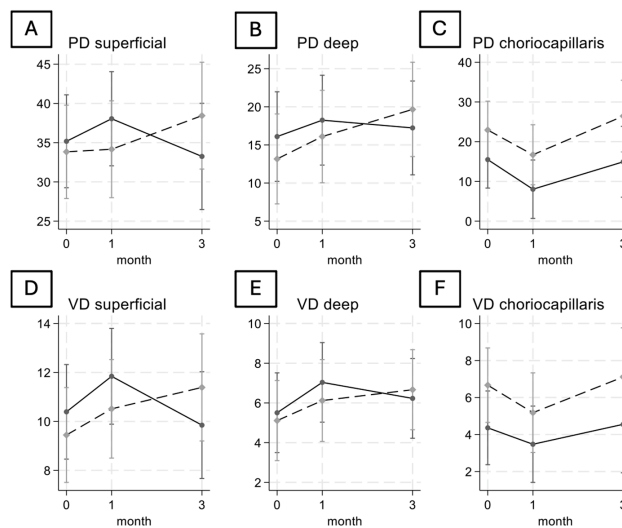 A
PD superficial
45
40
35
30
25
0 1 3
month
B
PD deep
25
20
15
10
5
0 1 3
month
C
PD choriocapillaris
40
30
20
10
0
0 1 3
month
D
VD superficial
14
12
10
8
0 1 3
month
E
VD deep
10
8
6
4
2
0 1 3
month
F
VD choriocapillaris
10
8
6
4
2
0 1 3
month